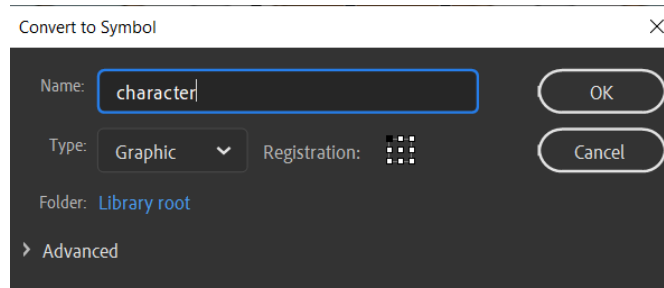 Convert to Symbol
Name: character OK
Type: Graphic Registration: Cancel
Folder: Library root
Advanced